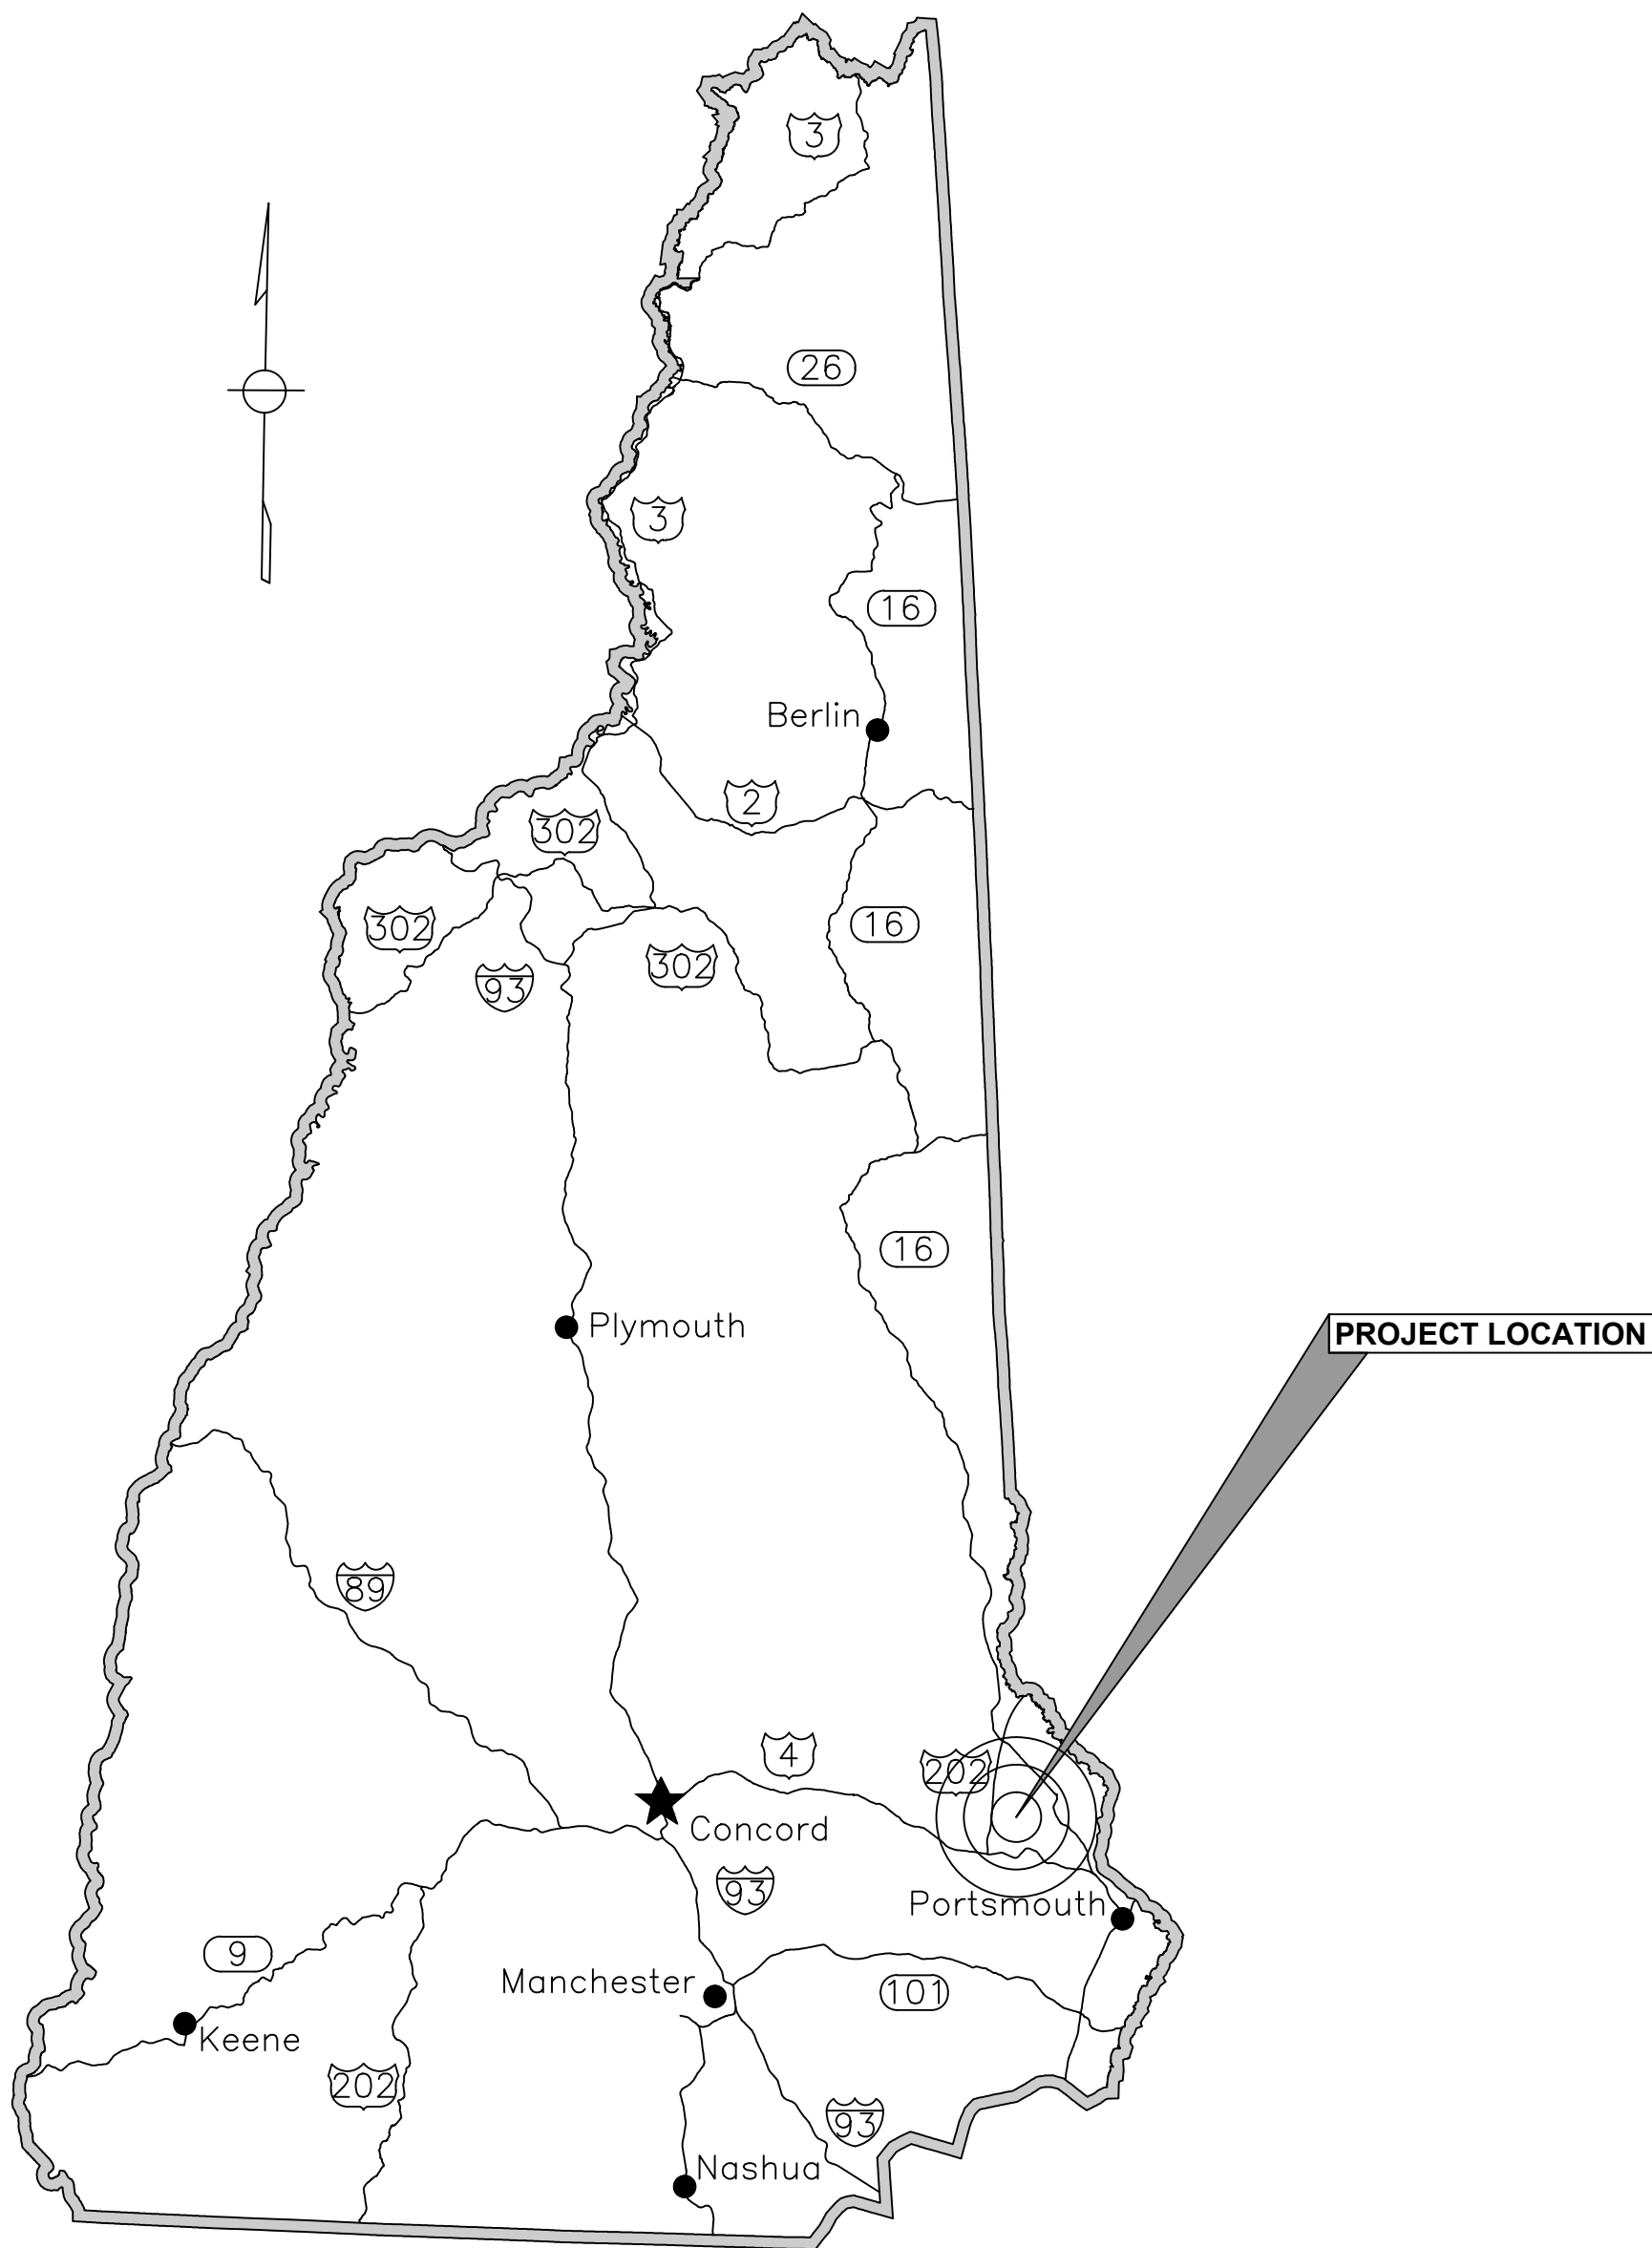 3
26
3
16
Berlin
2
302
302
16
302
93
16
Plymouth
PROJECT LOCATION
89
4
202
Concord
93
Portsmouth
9
Manchester
101
Keene
202
93
Nashua